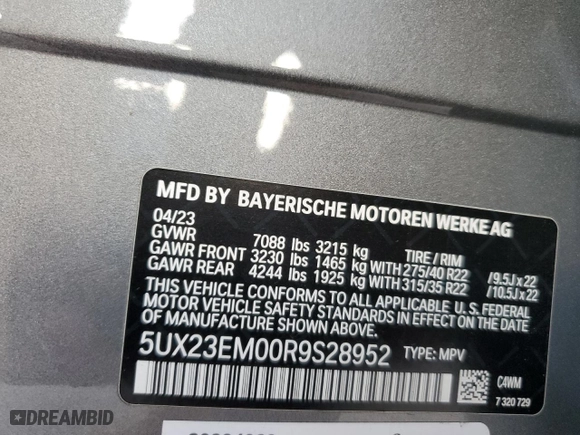 MFD BY BAYERISCHE MOTOREN WERKE AG
04/23
GVWR 7088 lbs 3215 kg TIRE / RIM
GAWR FRONT 3230 lbs 1465 kg WITH 275/40 R22 /9.5J x 22
GAWR REAR 4244 lbs 1925 kg WITH 315/35 R22 /10.5J x 22
THIS VEHICLE CONFORMS TO ALL APPLICABLE U. S. FEDERAL
MOTOR VEHICLE SAFETY STANDARDS IN EFFECT ON THE DATE
OF MANUFACTURE SHOWN ABOVE.
5UX23EM00R9S28952 TYPE: MPV
C4WM
7 320 729
DREAMBID